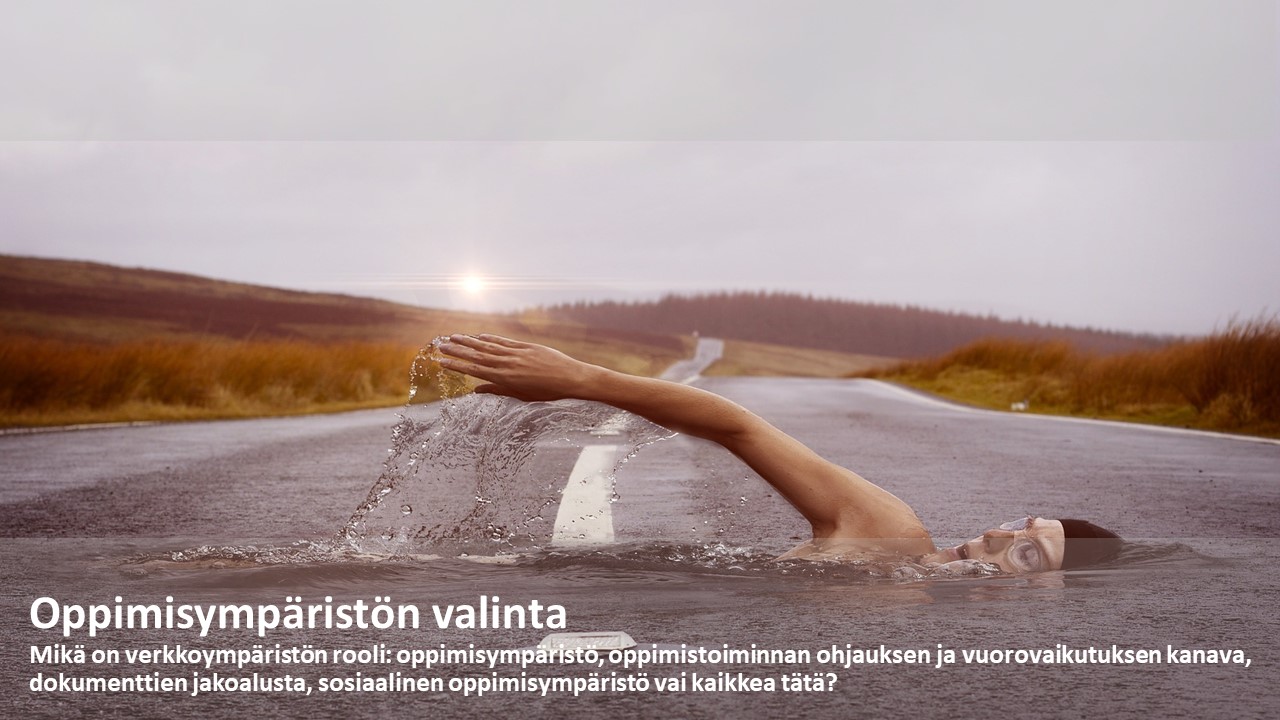 Oppimisympäristön valinta
Mikä on verkkoympäristön rooli: oppimisympäristö, oppimistoiminnan ohjauksen ja vuorovaikutuksen kanava,
dokumenttien jakoalusta, sosiaalinen oppimisympäristö vai kaikkea tätä?